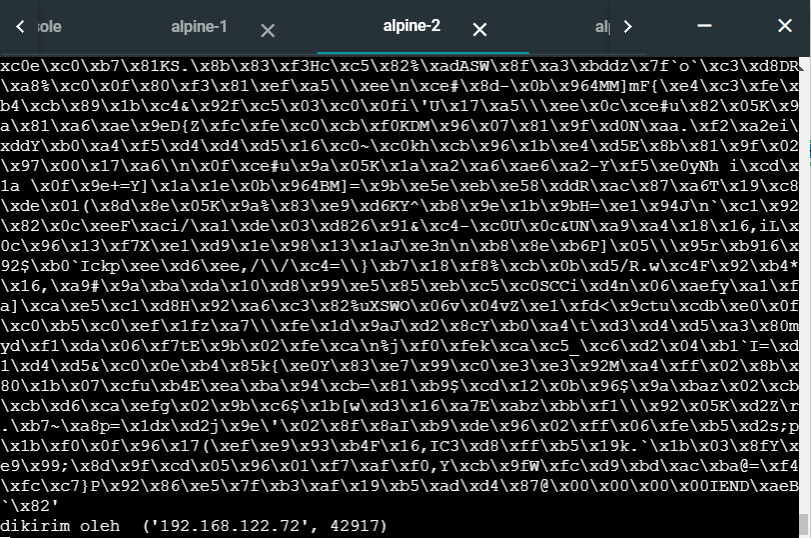 sole alpine-1 alpine-2 alp
xc0e\xc0\xb7\x81KS.\x8b\x83\xf3Hc\xc5\x82%\xadASW\x8f\xa3\xbddz\x7f`o`\xc3\xd8DR
\xa8%\xc0\x0f\x80\xf3\x81\xef\xa5\\\xee\n\xce#\x8d-\x0b\x964MM]mF{\xe4\xc3\xfe\x
b4\xcb\x89\x1b\xc4&\x92f\xc5\x03\xc0\x0fi\'U\x17\xa5\\\xee\x0c\xce#u\x82\x05K\x9
a\x81\xa6\xae\x9eD{Z\xfc\xfe\xc0\xcb\xf0KDM\x96\x07\x81\x9f\xd0N\xaa.\xf2\xa2ei\
xddY\xb0\xa4\xf5\xd4\xd4\xd5\x16\xc0~\xc0kh\xcb\x96\x1b\xe4\xd5E\x8b\x81\x9f\x02
\x97\x00\x17\xa6\\n\x0f\xce#u\x9a\x05K\x1a\xa2\xa6\xae6\xa2-Y\xf5\xe0yNh i\xcd\x
1a \x0f\x9e+=Y]\x1a\x1e\x0b\x964BM]=\x9b\xe5e\xeb\xe58\xddR\xac\x87\xa6T\x19\xc8
\xde\x01(\x8d\x8e\x05K\x9a%\x83\xe9\xd6KY^\xb8\x9e\x1b\x9bH=\xe1\x94J\n`\xc1\x92
\x82\x0c\xeeF\xaci/\xa1\xde\x03\xd826\x91&\xc4-\xc0U\x0c&UN\xa9\xa4\x18\x16,iL\x
0c\x96\x13\xf7X\xe1\xd9\x1e\x98\x13\x1aJ\xe3n\n\xb8\x8e\xb6P]\x05\\\x95r\xb916\x
92$\xb0`Ickp\xee\xd6\xee,/\\/\xc4=\\}\xb7\x18\xf8%\xcb\x0b\xd5/R.w\xc4F\x92\xb4*
\x16,\xa9#\x9a\xba\xda\x10\xd8\x99\xe5\x85\xeb\xc5\xc0SCCi\xd4n\x06\xaefy\xa1\xf
a]\xca\xe5\xc1\xd8H\x92\xa6\xc3\x82%uXSWO\x06v\x04vZ\xe1\xfd<\x9ctu\xcdb\xe0\x0f
\xc0\xb5\xc0\xef\x1fz\xa7\\\xfe\x1d\x9aJ\xd2\x8cY\xb0\xa4\t\xd3\xd4\xd5\xa3\x80m
yd\xf1\xda\x06\xf7tE\x9b\x02\xfe\xca\n%j\xf0\xfek\xca\xc5_\xc6\xd2\x04\xb1`I=\xd
1\xd4\xd5&\xc0\x0e\xb4\x85k{\xe0Y\x83\xe7\x99\xc0\xe3\xe3\x92M\xa4\xff\x02\x8b\x
80\x1b\x07\xcfu\xb4E\xea\xba\x94\xcb=\x81\xb9$\xcd\x12\x0b\x96$\x9a\xbaz\x02\xcb
\xcb\xd6\xca\xefg\x02\x9b\xc6$\x1b[w\xd3\x16\xa7E\xabz\xbb\xf1\\\x92\x05K\xd2Z\r
.\xb7~\xa8p=\x1dx\xd2j\x9e\'\x02\x8f\x8aI\xb9\xde\x96\x02\xff\x06\xfe\xb5\xd2s;p
\x1b\xf0\x0f\x96\x17(\xef\xe9\x93\xb4F\x16,IC3\xd8\xff\xb5\x19k.`\x1b\x03\x8fY\x
e9\x99;\x8d\x9f\xcd\x05\x96\x01\xf7\xaf\xf0,Y\xcb\x9fW\xfc\xd9\xbd\xac\xba@=\xf4
\xfc\xc7}P\x92\x86\xe5\x7f\xb3\xaf\x19\xb5\xad\xd4\x87@\x00\x00\x00\x00IEND\xaeB
`\x82'
dikirim oleh  ('192.168.122.72', 42917)